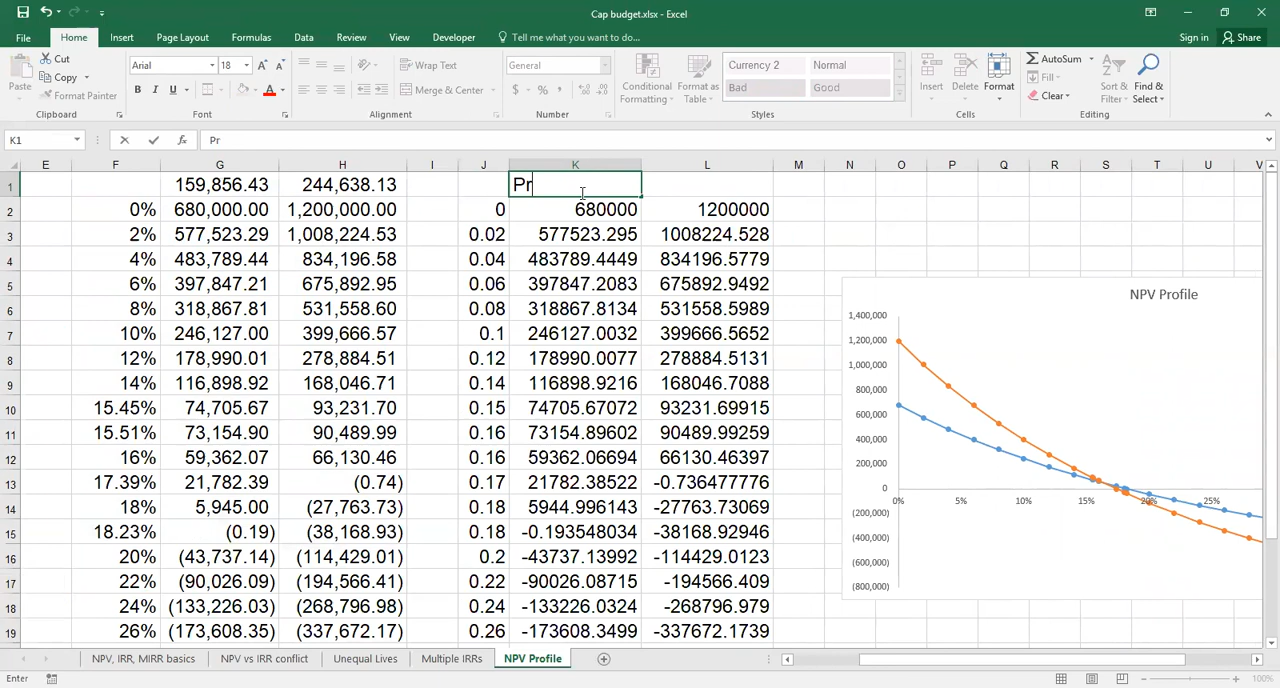 Cap budget.xlsx - Excel
File Home Insert Page Layout Formulas Data Review View Developer Tell me what you want to do... Sign in Share
Paste Cut Copy Format Painter Clipboard
Arial 18 A A B I U A Font
Wrap Text Merge & Center Alignment
General $ % , Number
Conditional Formatting Format as Table Currency 2 Normal Bad Good Styles
Insert Delete Format Cells
AutoSum Fill Clear Sort & Filter Find & Select Editing
K1 fx Pr
E F G H I J K L M N O P Q R S T U V
1 159,856.43 244,638.13 Pr
2 0% 680,000.00 1,200,000.00 0 680000 1200000
3 2% 577,523.29 1,008,224.53 0.02 577523.295 1008224.528
4 4% 483,789.44 834,196.58 0.04 483789.4449 834196.5779
5 6% 397,847.21 675,892.95 0.06 397847.2083 675892.9492
6 8% 318,867.81 531,558.60 0.08 318867.8134 531558.5989
7 10% 246,127.00 399,666.57 0.1 246127.0032 399666.5652
8 12% 178,990.01 278,884.51 0.12 178990.0077 278884.5131
9 14% 116,898.92 168,046.71 0.14 116898.9216 168046.7088
10 15.45% 74,705.67 93,231.70 0.15 74705.67072 93231.69915
11 15.51% 73,154.90 90,489.99 0.16 73154.89602 90489.99259
12 16% 59,362.07 66,130.46 0.16 59362.06694 66130.46397
13 17.39% 21,782.39 (0.74) 0.17 21782.38522 -0.736477776
14 18% 5,945.00 (27,763.73) 0.18 5944.996143 -27763.73069
15 18.23% (0.19) (38,168.93) 0.18 -0.193548034 -38168.92946
16 20% (43,737.14) (114,429.01) 0.2 -43737.13992 -114429.0123
17 22% (90,026.09) (194,566.41) 0.22 -90026.08715 -194566.409
18 24% (133,226.03) (268,796.98) 0.24 -133226.0324 -268796.979
19 26% (173,608.35) (337,672.17) 0.26 -173608.3499 -337672.1739
NPV Profile
1,400,000
1,200,000
1,000,000
800,000
600,000
400,000
200,000
0
0% 5% 10% 15% 20% 25%
(200,000)
(400,000)
(600,000)
(800,000)
NPV, IRR, MIRR basics NPV vs IRR conflict Unequal Lives Multiple IRRs NPV Profile
Enter 100%